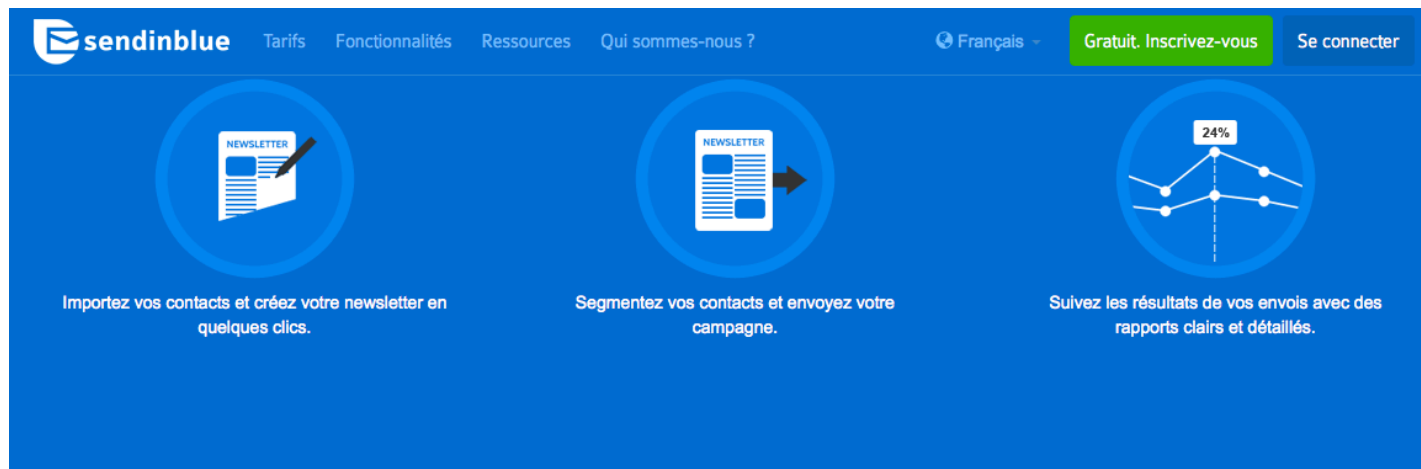 sendinblue Tarifs Fonctionnalités Ressources Qui sommes-nous ? Français Gratuit. Inscrivez-vous Se connecter
NEWSLETTER
Importez vos contacts et créez votre newsletter en
quelques clics.
NEWSLETTER
Segmentez vos contacts et envoyez votre
campagne.
24%
Suivez les résultats de vos envois avec des
rapports clairs et détaillés.